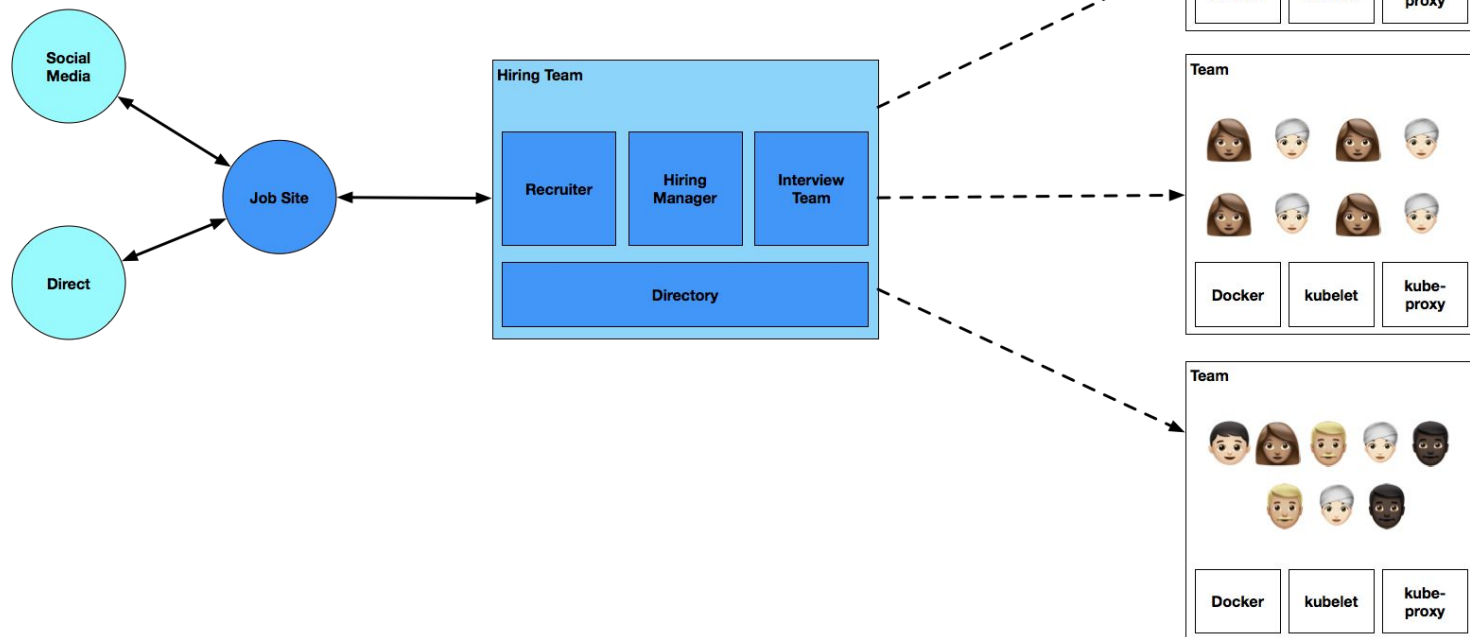 proxy
Social
Media
Team
Hiring Team
Recruiter
Hiring
Manager
Interview
Team
Job Site
Direct
Directory
Docker
kubelet
kube-
proxy
Team
Docker
kubelet
kube-
proxy